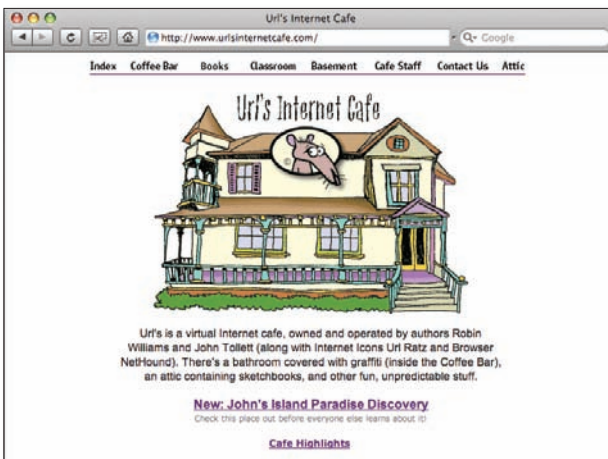 Url's Internet Cafe
http://www.urlsinternetcafe.com/
Google
Index Coffee Bar Books Classroom Basement Cafe Staff Contact Us Attic
Url's Internet Cafe
©
Url's is a virtual Internet cafe, owned and operated by authors Robin
Williams and John Tollett (along with Internet Icons Url Ratz and Browser
NetHound). There's a bathroom covered with graffiti (inside the Coffee Bar),
an attic containing sketchbooks, and other fun, unpredictable stuff.
New: John's Island Paradise Discovery
Check this place out before everyone else learns about it!
Cafe Highlights